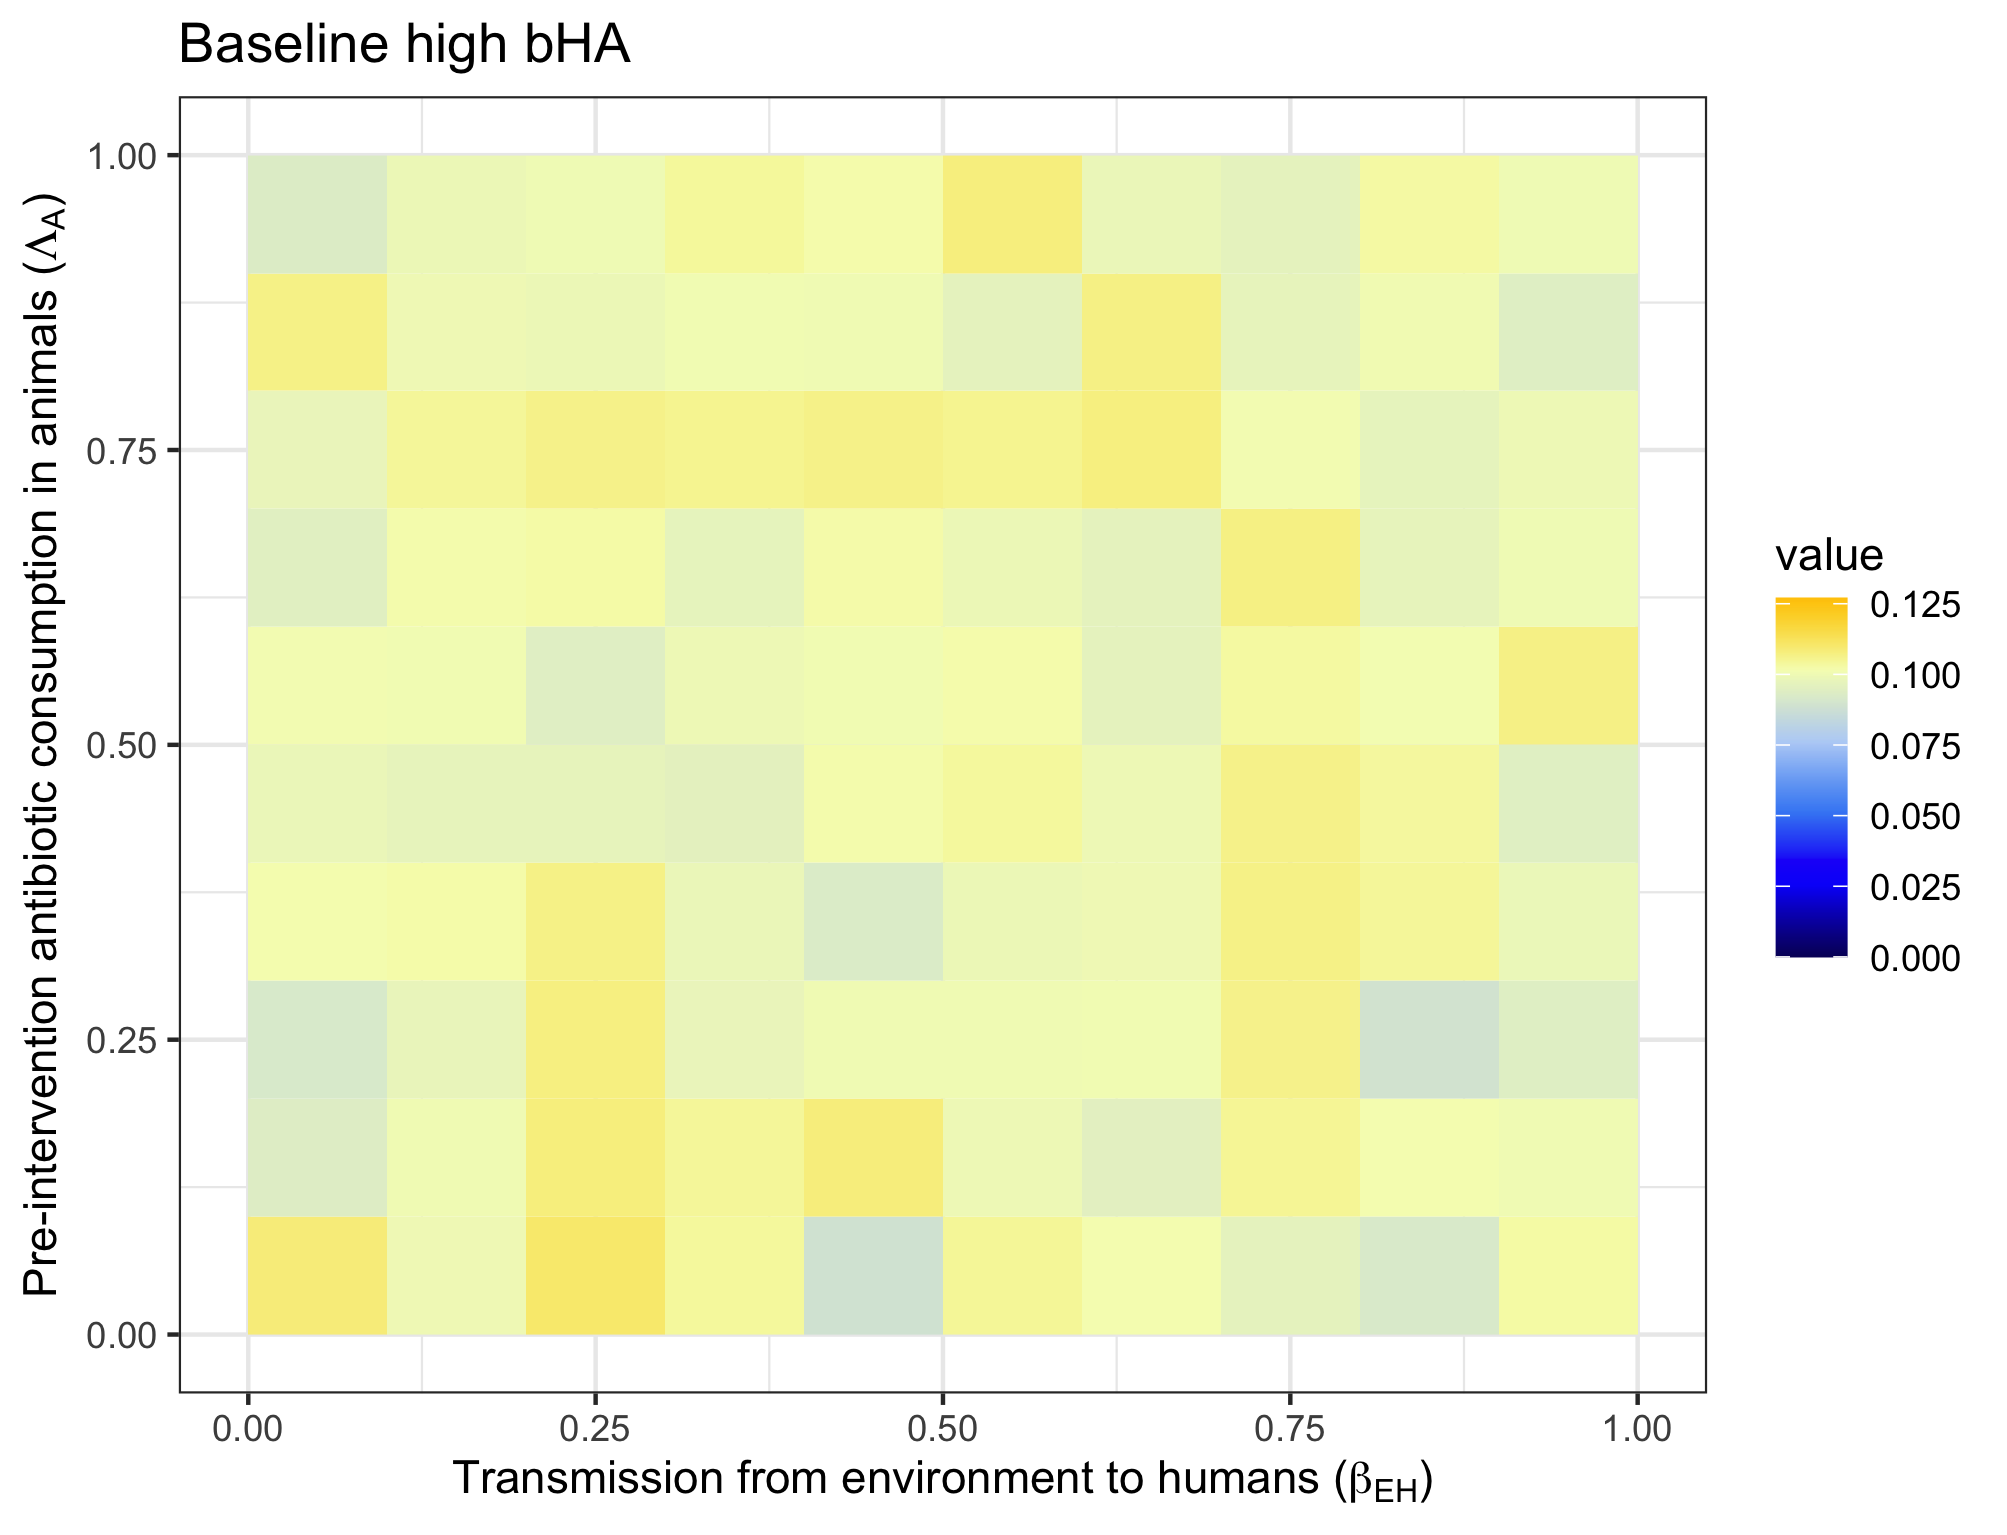 Baseline high bHA
Pre-intervention antibiotic consumption in animals (Λ_A)
1.00
0.75
0.50
0.25
0.00
0.00 0.25 0.50 0.75 1.00
Transmission from environment to humans (β_EH)
value
0.125
0.100
0.075
0.050
0.025
0.000